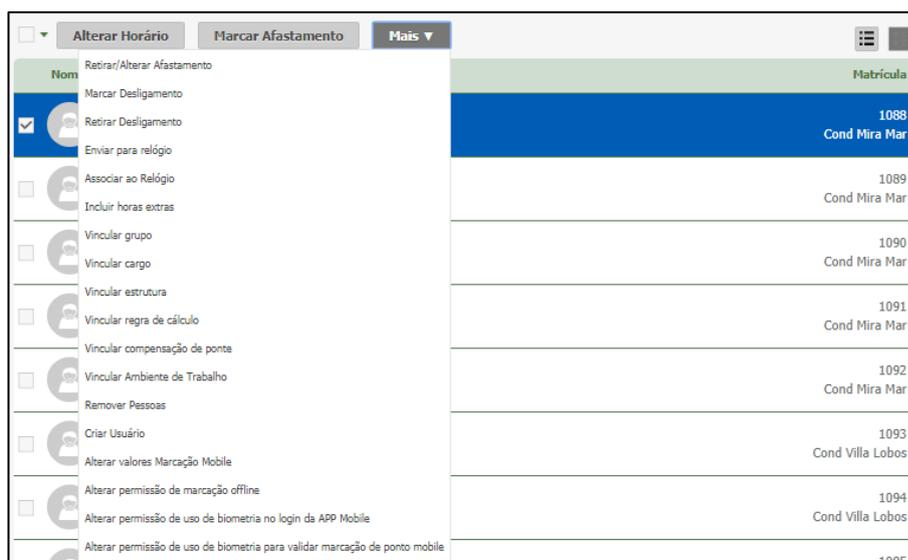 Alterar Horário Marcar Afastamento Mais ▼
Retirar/Alterar Afastamento
Nom Matrícula
Marcar Desligamento
1088
Retirar Desligamento
Cond Mira Mar
Enviar para relógio
Associar ao Relógio
1089
Cond Mira Mar
Incluir horas extras
Vincular grupo
1090
Vincular cargo
Cond Mira Mar
Vincular estrutura
1091
Vincular regra de cálculo
Cond Mira Mar
Vincular compensação de ponte
1092
Vincular Ambiente de Trabalho
Cond Mira Mar
Remover Pessoas
Criar Usuário
1093
Cond Villa Lobos
Alterar valores Marcação Mobile
Alterar permissão de marcação offline
1094
Alterar permissão de uso de biometria no login da APP Mobile
Cond Villa Lobos
Alterar permissão de uso de biometria para validar marcação de ponto mobile